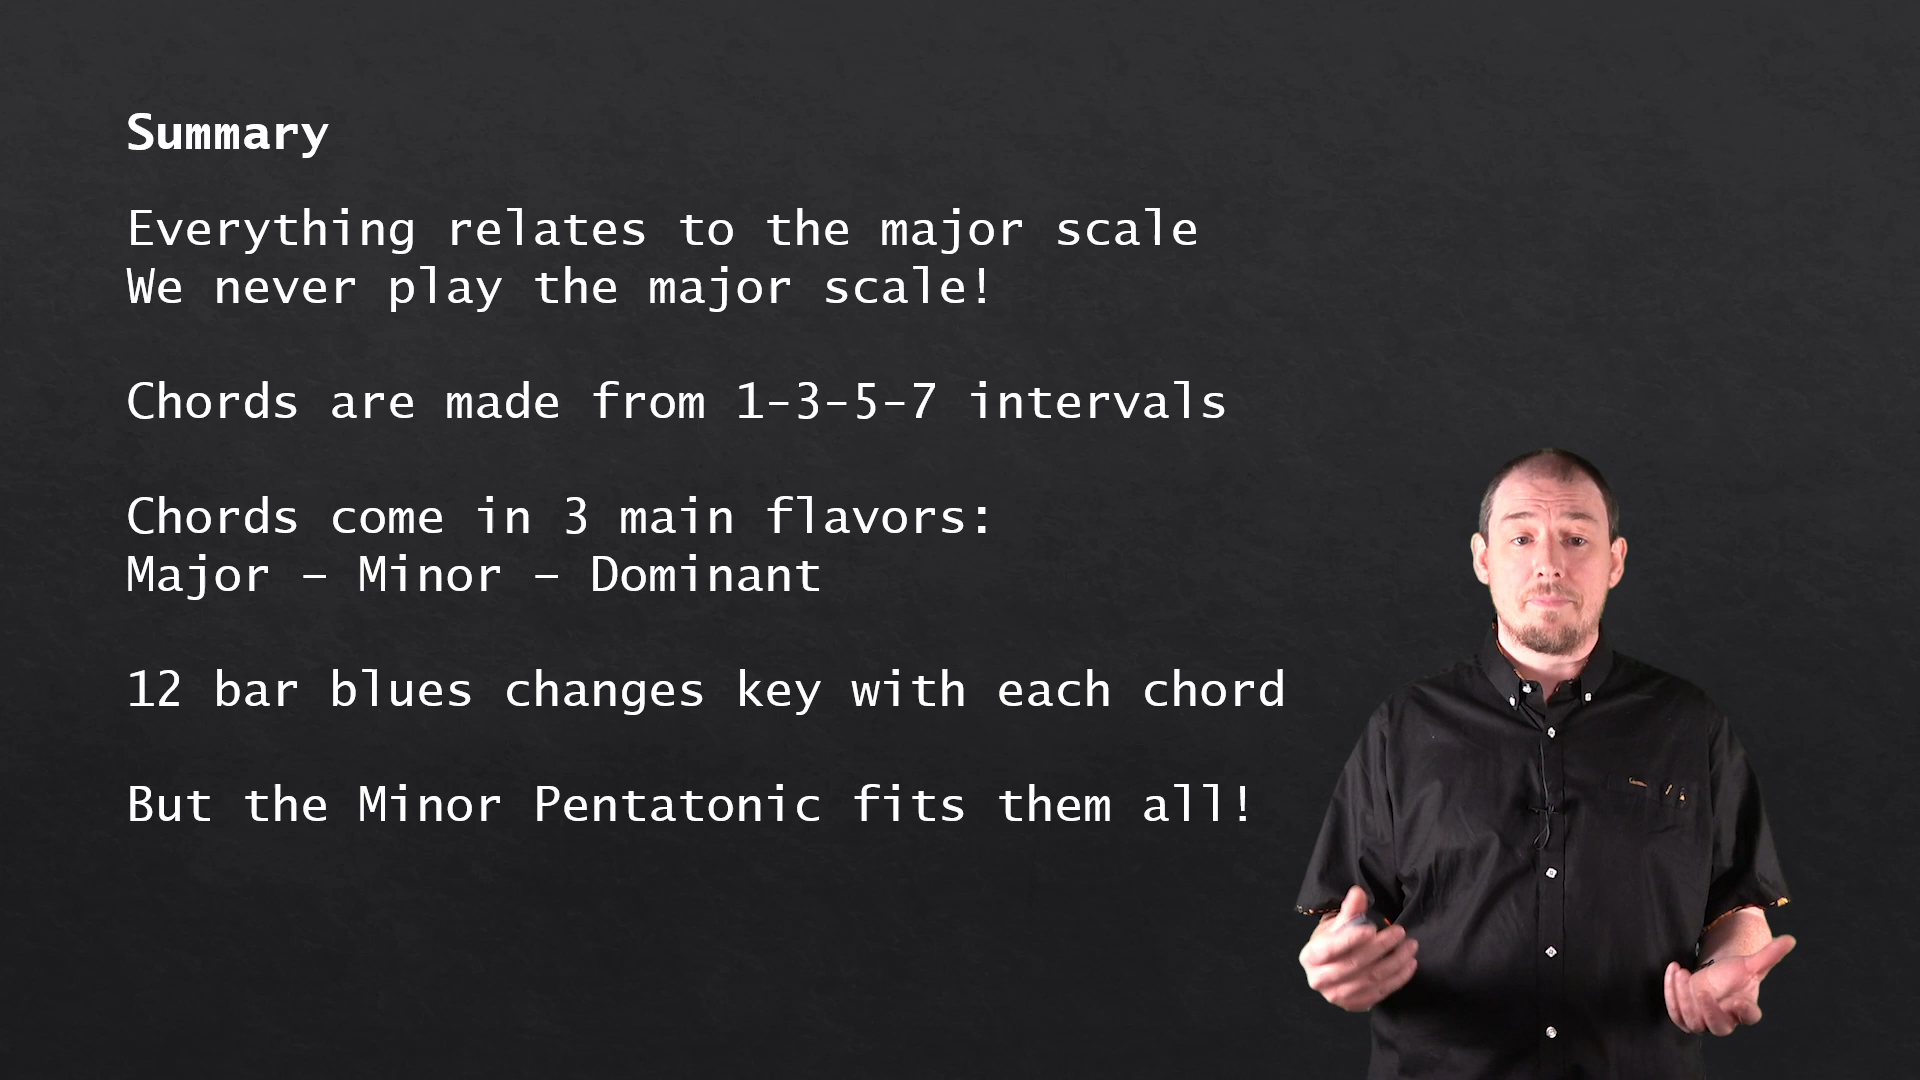 Summary
Everything relates to the major scale
We never play the major scale!
Chords are made from 1-3-5-7 intervals
Chords come in 3 main flavors:
Major – Minor – Dominant
12 bar blues changes key with each chord
But the Minor Pentatonic fits them all!